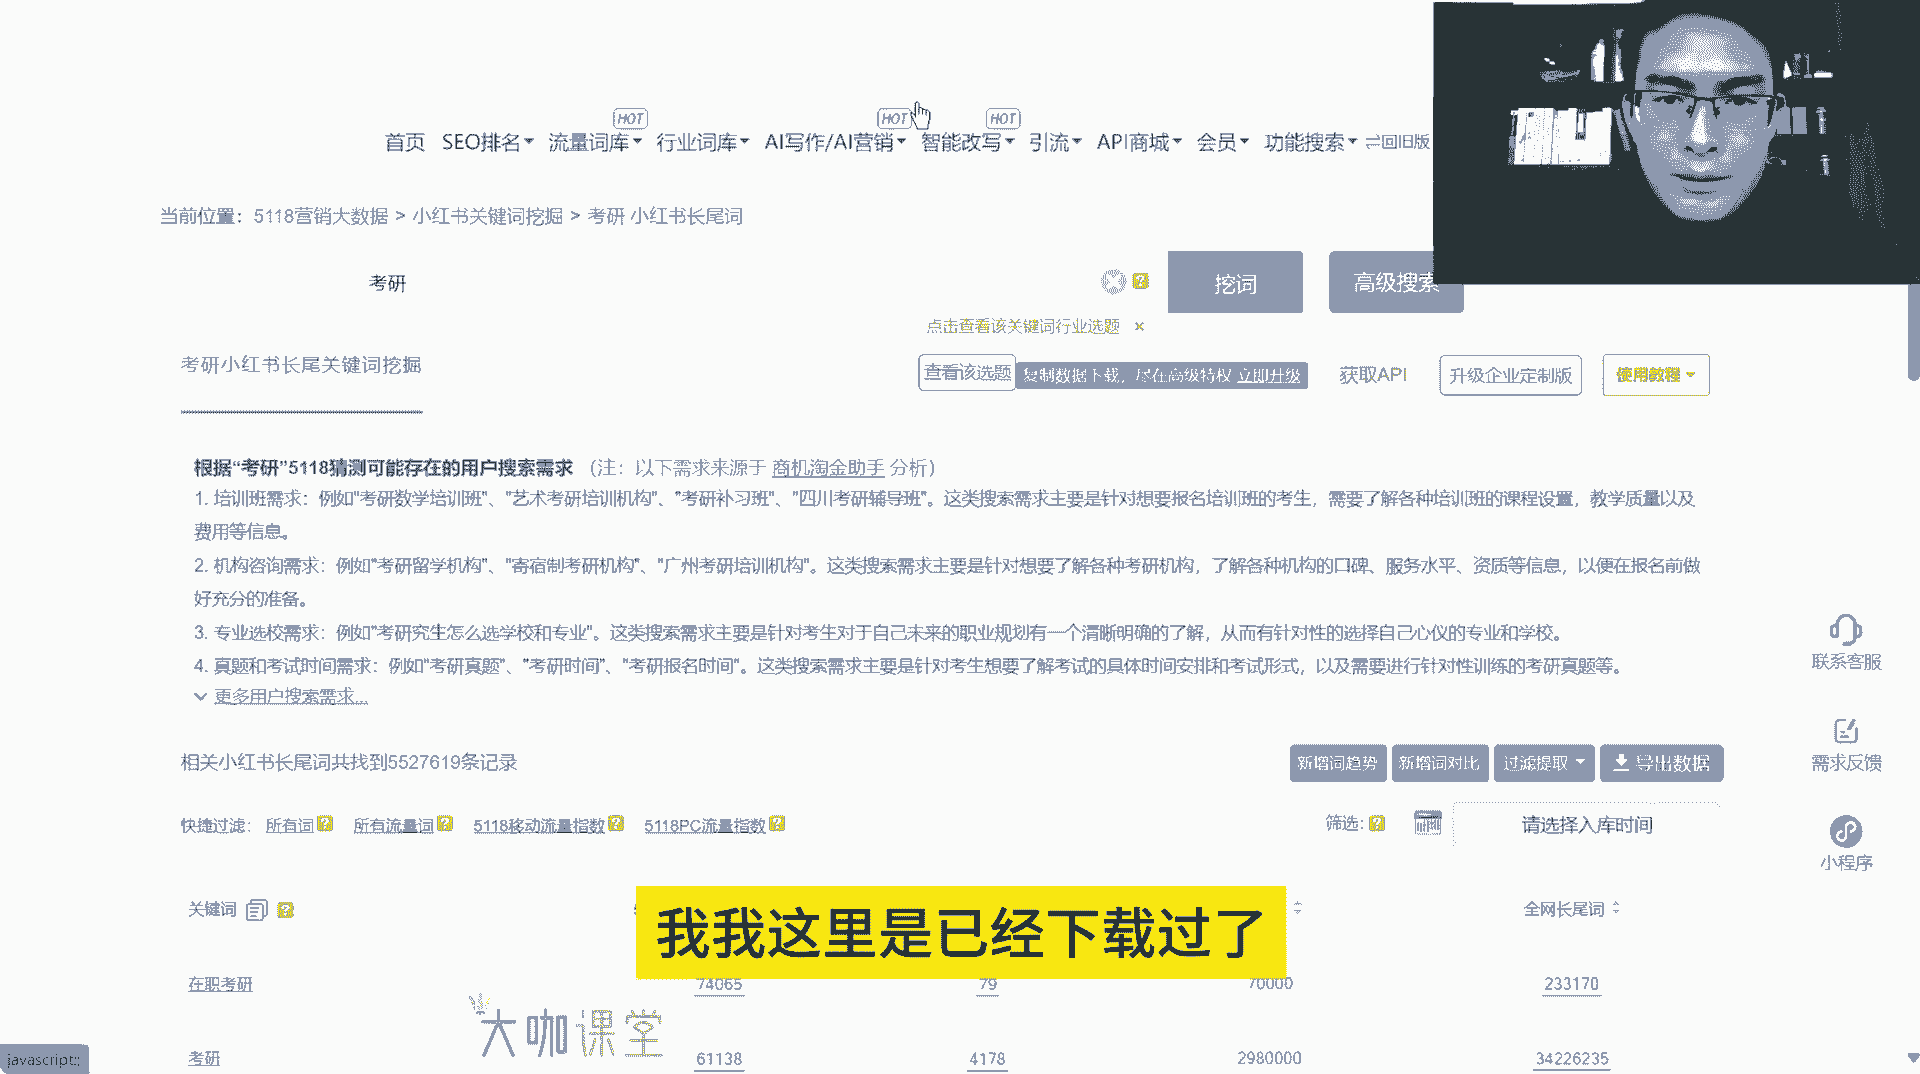 HOT HOT HOT
首页 SEO排名 流量词库 行业词库 AI写作/AI营销 智能改写 引流 API商城 会员 功能搜索 回旧版
当前位置：5118营销大数据 > 小红书关键词挖掘 > 考研 小红书长尾词
考研
挖词
高级搜索
点击查看该关键词行业选题 ×
考研小红书长尾关键词挖掘
查看该选题
复制数据下载，尽在高级特权 立即升级
获取API
升级企业定制版
使用教程
根据“考研”5118猜测可能存在的用户搜索需求 （注：以下需求来源于 商机淘金助手 分析）
1. 培训班需求：例如"考研数学培训班"、"艺术考研培训机构"、"考研补习班"、"四川考研辅导班"。这类搜索需求主要是针对想要报名培训班的考生，需要了解各种培训班的课程设置，教学质量以及
费用等信息。
2. 机构咨询需求：例如"考研留学机构"、"寄宿制考研机构"、"广州考研培训机构"。这类搜索需求主要是针对想要了解各种考研机构，了解各种机构的口碑、服务水平、资质等信息，以便在报名前做
好充分的准备。
3. 专业选校需求：例如"考研究生怎么选学校和专业"。这类搜索需求主要是针对考生对于自己未来的职业规划有一个清晰明确的了解，从而有针对性的选择自己心仪的专业和学校。
4. 真题和考试时间需求：例如"考研真题"、"考研时间"、"考研报名时间"。这类搜索需求主要是针对考生想要了解考试的具体时间安排和考试形式，以及需要进行针对性训练的考研真题等。
更多用户搜索需求...
联系客服
相关小红书长尾词共找到5527619条记录
新增词趋势 新增词对比 过滤提取 导出数据
需求反馈
快捷过滤： 所有词 所有流量词 5118移动流量指数 5118PC流量指数
筛选: 请选择入库时间
小程序
关键词 全网长尾词
我我这里是已经下载过了
在职考研 74065 79 70000 233170
大咖课堂
考研 61138 4178 2980000 34226235
javascript:;